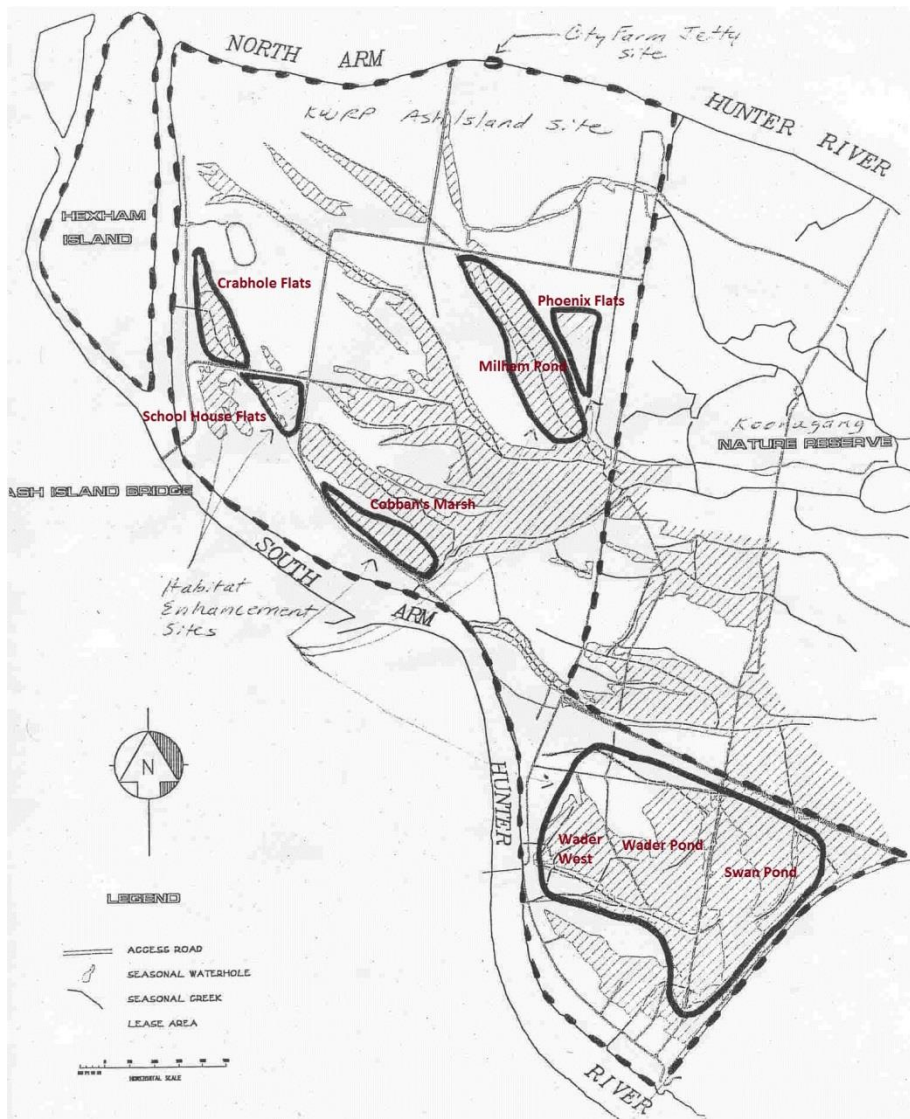 City Farm Jetty
site
NORTH ARM
HUNTER RIVER
KWRP Ash Island Site
HEXHAM
ISLAND
Crabhole Flats
Phoenix Flats
Milham Pond
School House Flats
NATURE RESERVE
ASH ISLAND BRIDGE
Cobban's Marsh
SOUTH
ARM
Habitat
Enhancement
Sites
N
HUNTER
Wader
West
Wader Pond
Swan Pond
RIVER
LEGEND
ACCESS ROAD
SEASONAL WATERHOLE
SEASONAL CREEK
LEASE AREA
HORIZONTAL SCALE